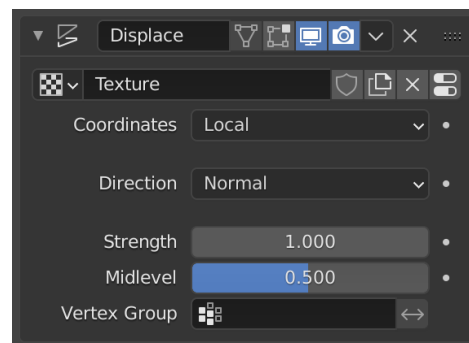 Displace
Texture
Coordinates Local
Direction Normal
Strength 1.000
Midlevel 0.500
Vertex Group